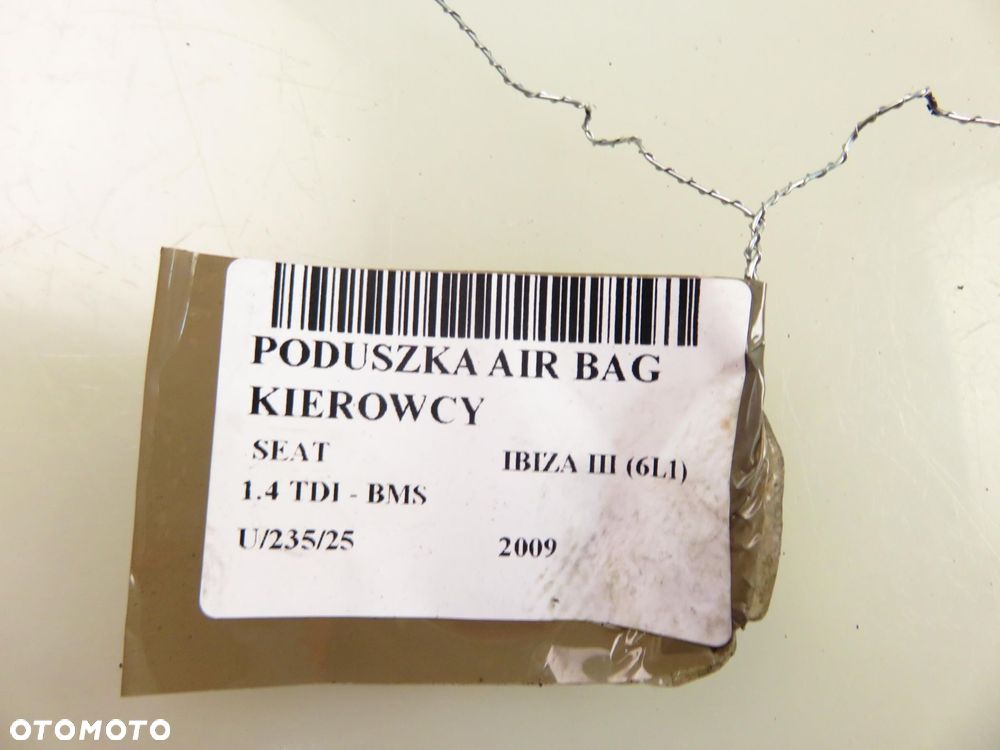 PODUSZKA AIR BAG
KIEROWCY
SEAT IBIZA III (6L1)
1.4 TDI - BMS
U/235/25 2009
OTOMOTO